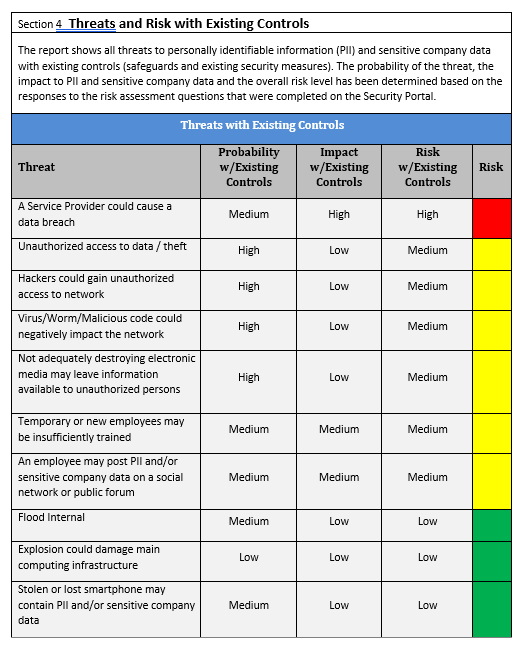 Section 4 Threats and Risk with Existing Controls
The report shows all threats to personally identifiable information (PII) and sensitive company data
with existing controls (safeguards and existing security measures). The probability of the threat, the
impact to PII and sensitive company data and the overall risk level has been determined based on the
responses to the risk assessment questions that were completed on the Security Portal.
Threats with Existing Controls
Threat
Probability
w/Existing
Controls
Impact
w/Existing
Controls
Risk
w/Existing
Controls
Risk
A Service Provider could cause a
data breach
Medium
High
High
Unauthorized access to data / theft
High
Low
Medium
Hackers could gain unauthorized
access to network
High
Low
Medium
Virus/Worm/Malicious code could
negatively impact the network
High
Low
Medium
Not adequately destroying electronic
media may leave information
available to unauthorized persons
High
Low
Medium
Temporary or new employees may
be insufficiently trained
Medium
Medium
Medium
An employee may post PII and/or
sensitive company data on a social
network or public forum
Medium
Medium
Medium
Flood Internal
Medium
Low
Low
Explosion could damage main
computing infrastructure
Low
Low
Low
Stolen or lost smartphone may
contain PII and/or sensitive company
data
Medium
Low
Low